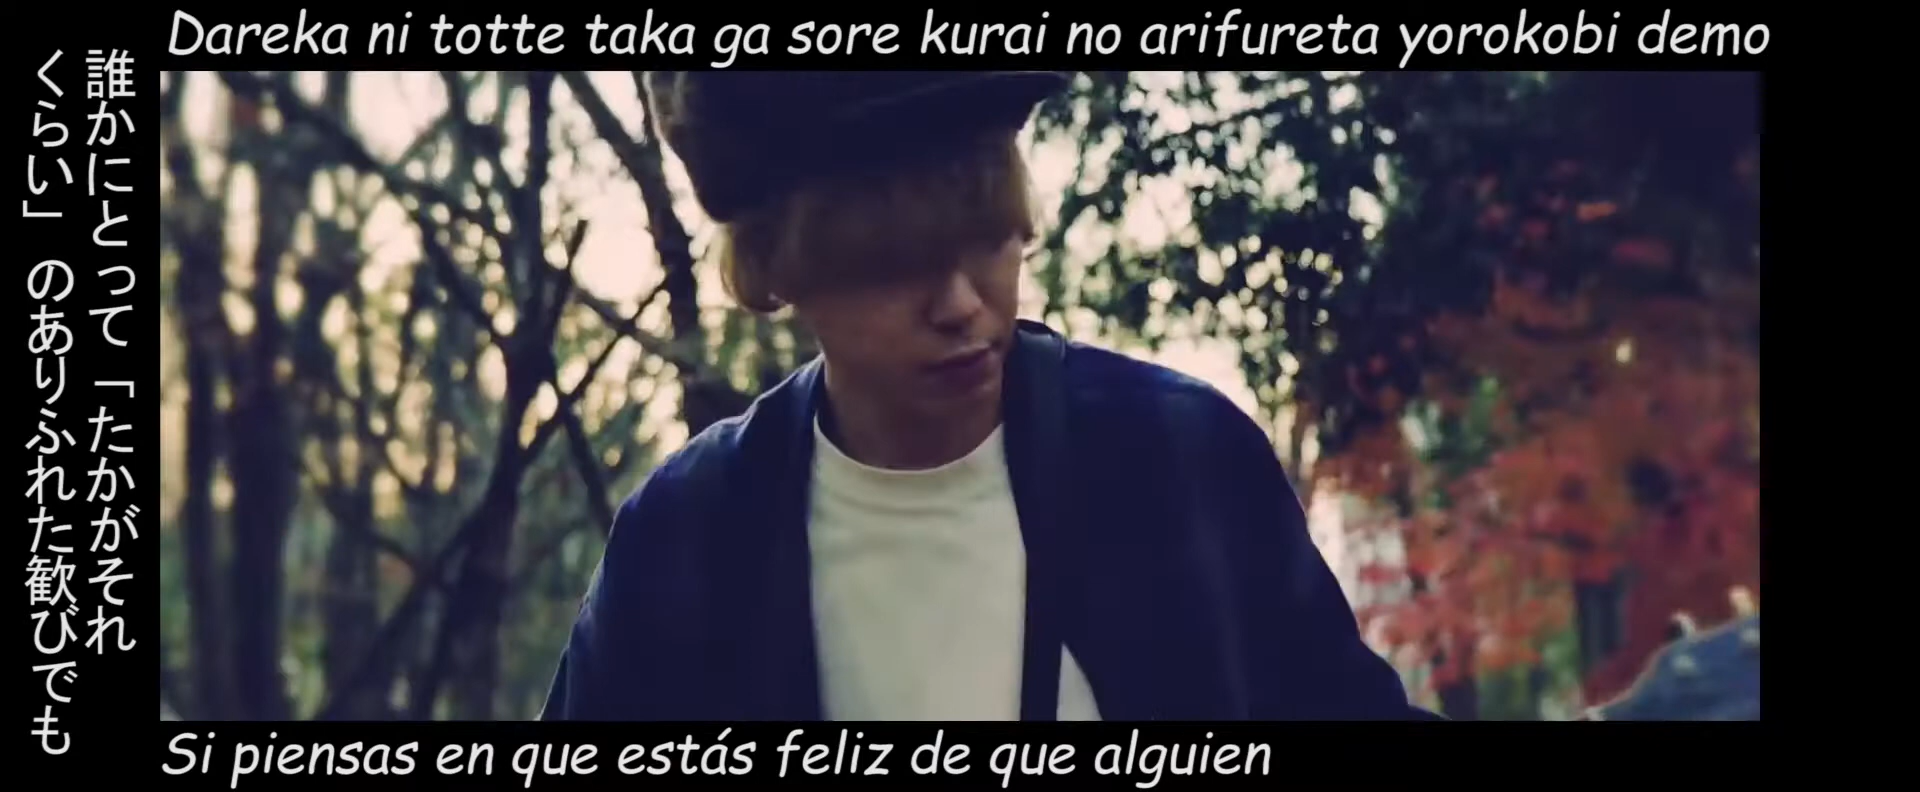 Dareka ni totte taka ga sore kurai no arifureta yorokobi demo
誰かにとって「たかがそれ
くらい」のありふれた歓びでも
Si piensas en que estás feliz de que alguien